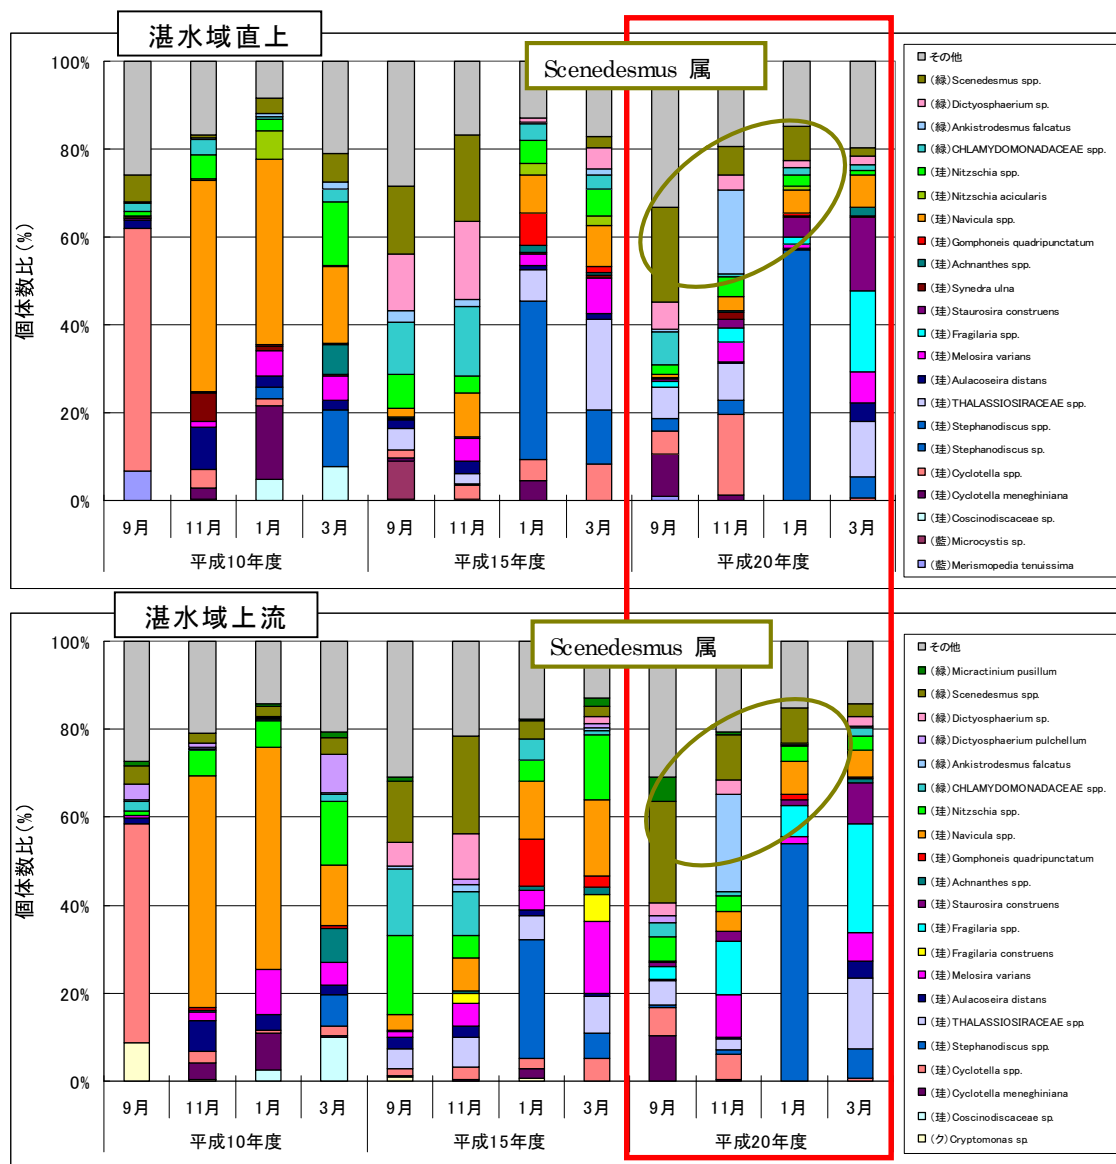 湛水域直上
Scenedesmus 属
個体数比(%)
100%
80%
60%
40%
20%
0%
9月 11月 1月 3月 9月 11月 1月 3月 9月 11月 1月 3月
平成10年度 平成15年度 平成20年度
その他
(緑)Scenedesmus spp.
(緑)Dictyosphaerium sp.
(緑)Ankistrodesmus falcatus
(緑)CHLAMYDOMONADACEAE spp.
(珪)Nitzschia spp.
(珪)Nitzschia acicularis
(珪)Navicula spp.
(珪)Gomphoneis quadripunctatum
(珪)Achnanthes spp.
(珪)Synedra ulna
(珪)Staurosira construens
(珪)Fragilaria spp.
(珪)Melosira varians
(珪)Aulacoseira distans
(珪)THALASSIOSIRACEAE spp.
(珪)Stephanodiscus spp.
(珪)Stephanodiscus sp.
(珪)Cyclotella spp.
(珪)Cyclotella meneghiniana
(珪)Coscinodiscaceae sp.
(藍)Microcystis sp.
(藍)Merismopedia tenuissima
湛水域上流
Scenedesmus 属
個体数比(%)
100%
80%
60%
40%
20%
0%
9月 11月 1月 3月 9月 11月 1月 3月 9月 11月 1月 3月
平成10年度 平成15年度 平成20年度
その他
(緑)Micractinium pusillum
(緑)Scenedesmus spp.
(緑)Dictyosphaerium sp.
(緑)Dictyosphaerium pulchellum
(緑)Ankistrodesmus falcatus
(緑)CHLAMYDOMONADACEAE spp.
(珪)Nitzschia spp.
(珪)Navicula spp.
(珪)Gomphoneis quadripunctatum
(珪)Achnanthes spp.
(珪)Staurosira construens
(珪)Fragilaria spp.
(珪)Fragilaria construens
(珪)Melosira varians
(珪)Aulacoseira distans
(珪)THALASSIOSIRACEAE spp.
(珪)Stephanodiscus spp.
(珪)Cyclotella spp.
(珪)Cyclotella meneghiniana
(珪)Coscinodiscaceae sp.
(ク)Cryptomonas sp.